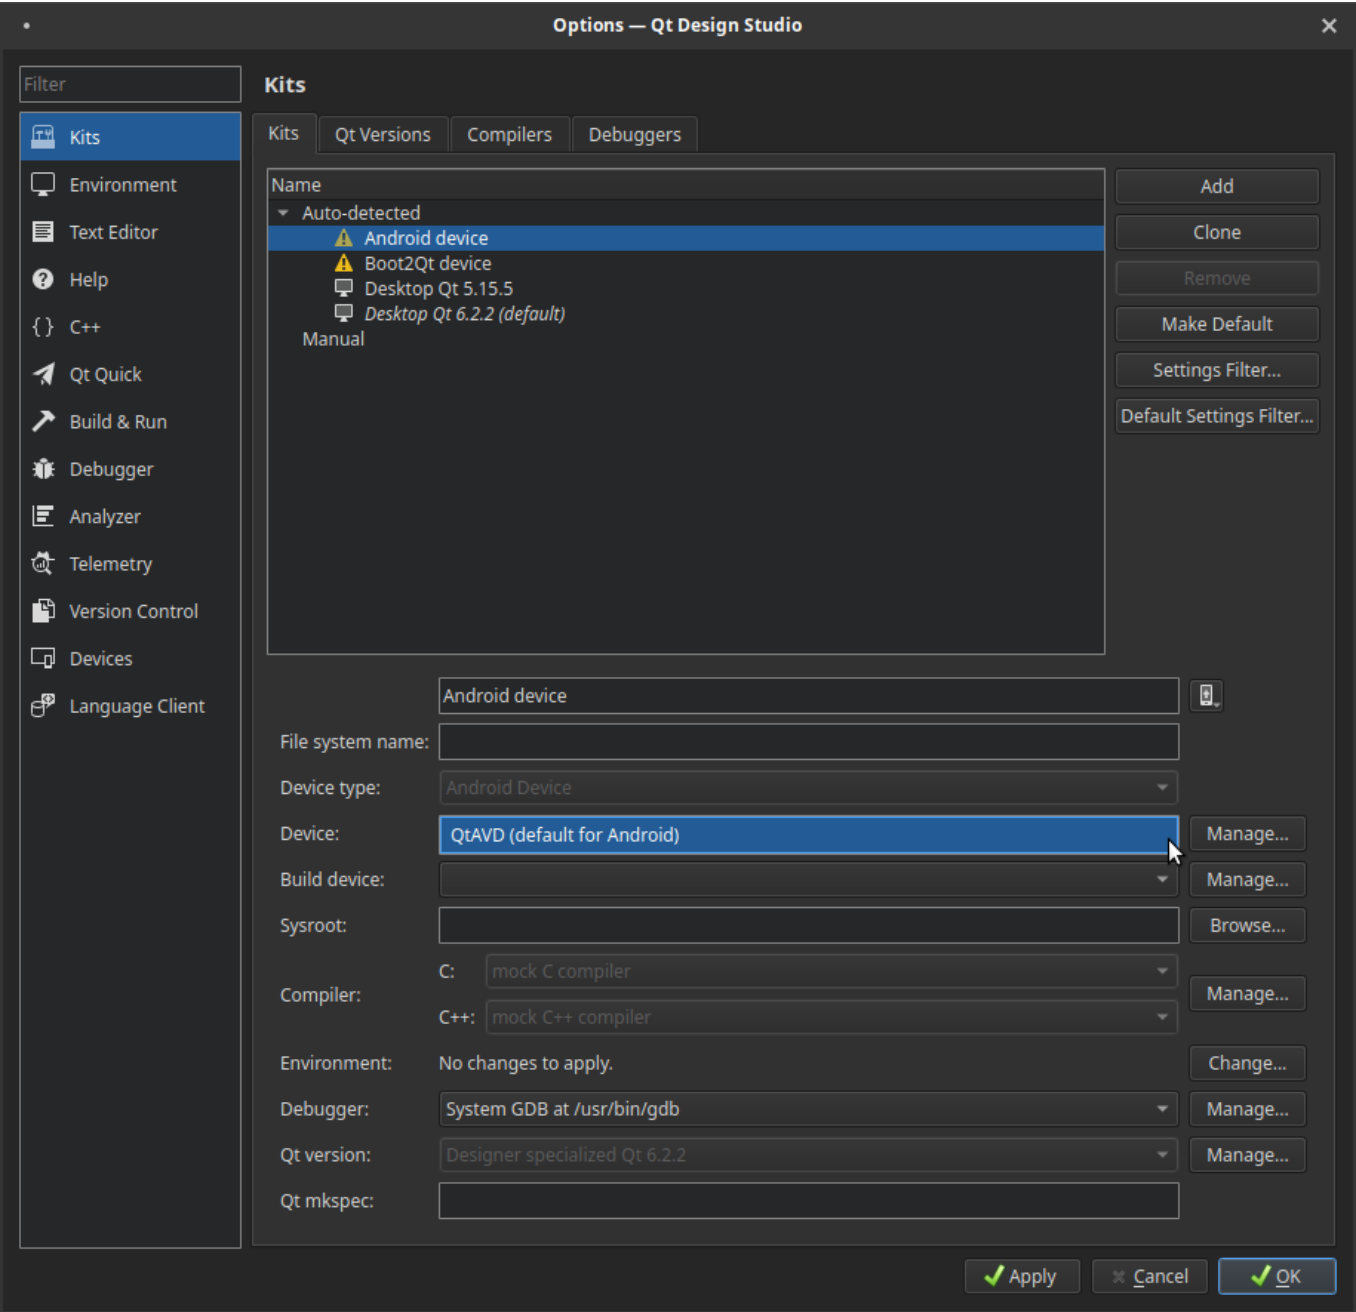 Options — Qt Design Studio
Filter
Kits
Environment
Text Editor
Help
C++
Qt Quick
Build & Run
Debugger
Analyzer
Telemetry
Version Control
Devices
Language Client
Kits
Kits Qt Versions Compilers Debuggers
Name
Auto-detected
Android device
Boot2Qt device
Desktop Qt 5.15.5
Desktop Qt 6.2.2 (default)
Manual
Add
Clone
Remove
Make Default
Settings Filter...
Default Settings Filter...
Android device
File system name:
Device type: Android Device
Device: QtAVD (default for Android) Manage...
Build device: Manage...
Sysroot: Browse...
Compiler: C: mock C compiler Manage...
C++: mock C++ compiler
Environment: No changes to apply. Change...
Debugger: System GDB at /usr/bin/gdb Manage...
Qt version: Designer specialized Qt 6.2.2 Manage...
Qt mkspec:
Apply Cancel OK